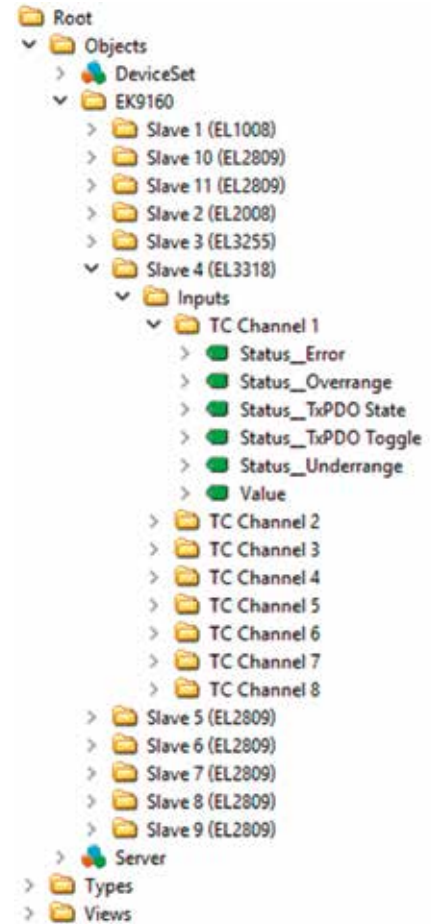 Root
Objects
DeviceSet
EK9160
Slave 1 (EL1008)
Slave 10 (EL2809)
Slave 11 (EL2809)
Slave 2 (EL2008)
Slave 3 (EL3255)
Slave 4 (EL3318)
Inputs
TC Channel 1
Status__Error
Status__Overrange
Status__TxPDO State
Status__TxPDO Toggle
Status__Underrange
Value
TC Channel 2
TC Channel 3
TC Channel 4
TC Channel 5
TC Channel 6
TC Channel 7
TC Channel 8
Slave 5 (EL2809)
Slave 6 (EL2809)
Slave 7 (EL2809)
Slave 8 (EL2809)
Slave 9 (EL2809)
Server
Types
Views